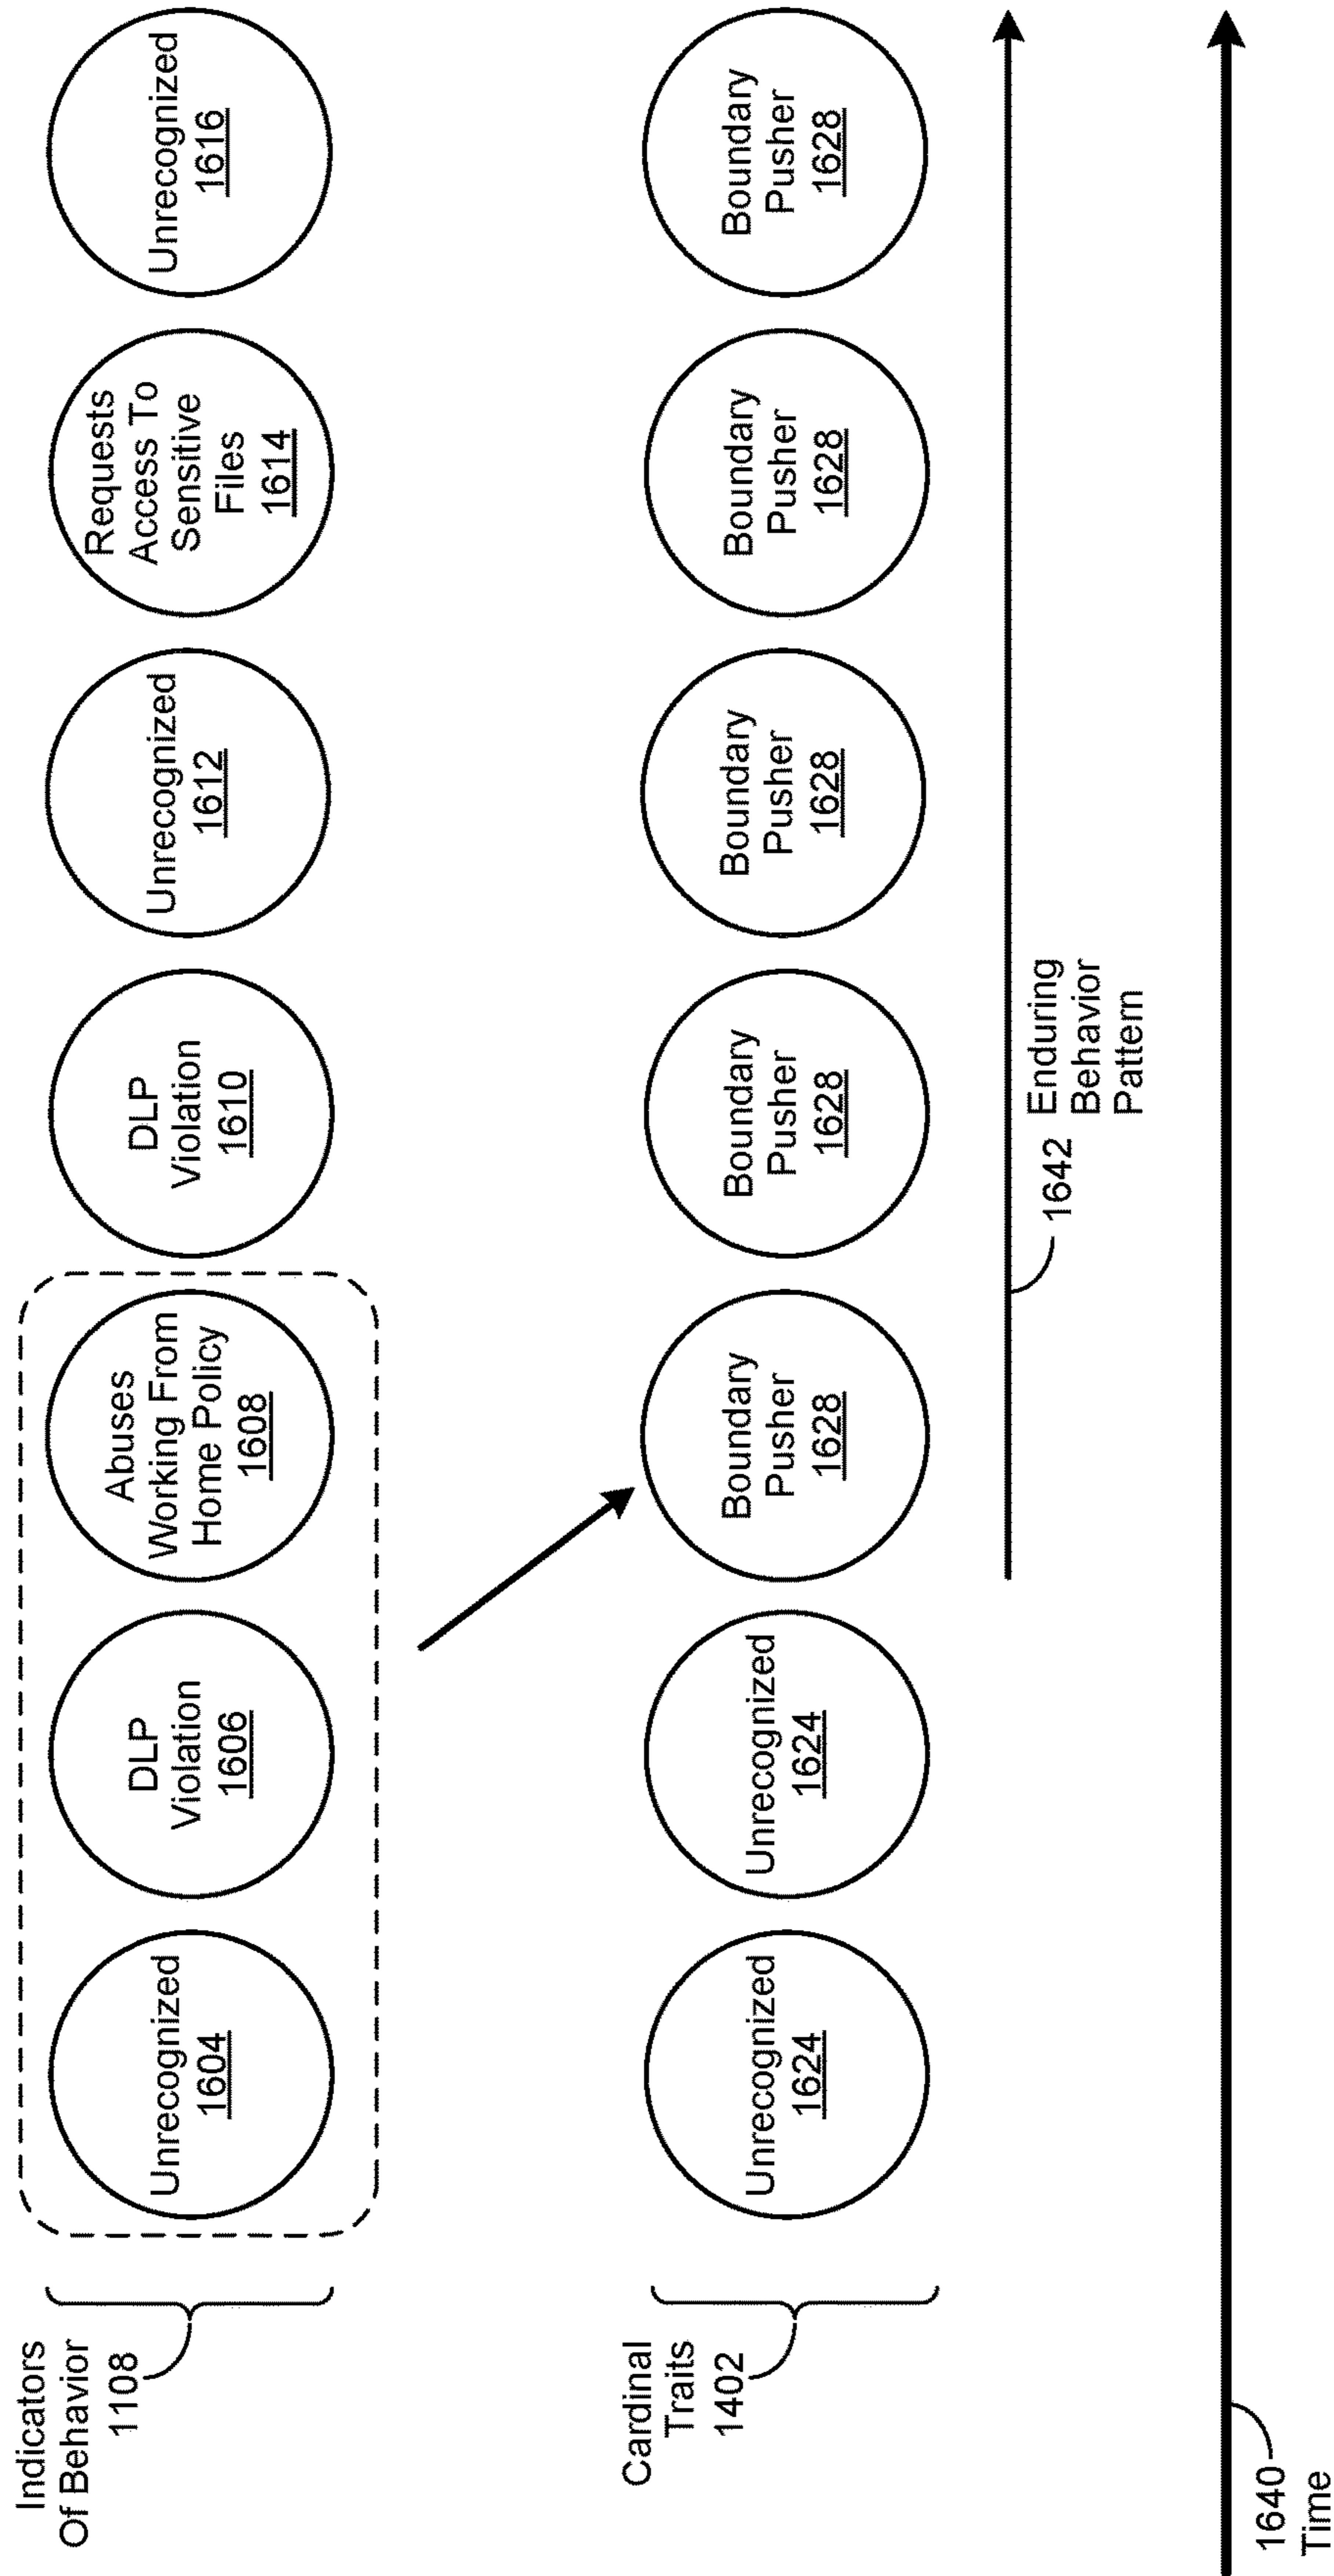 Indicators
Of Behavior
1108
Unrecognized
1604
DLP
Violation
1606
Abuses
Working From
Home Policy
1608
DLP
Violation
1610
Unrecognized
1612
Requests
Access To
Sensitive
Files
1614
Unrecognized
1616
Cardinal
Traits
1402
Unrecognized
1624
Unrecognized
1624
Boundary
Pusher
1628
Boundary
Pusher
1628
Boundary
Pusher
1628
Boundary
Pusher
1628
Boundary
Pusher
1628
1642 Enduring
Behavior
Pattern
1640
Time